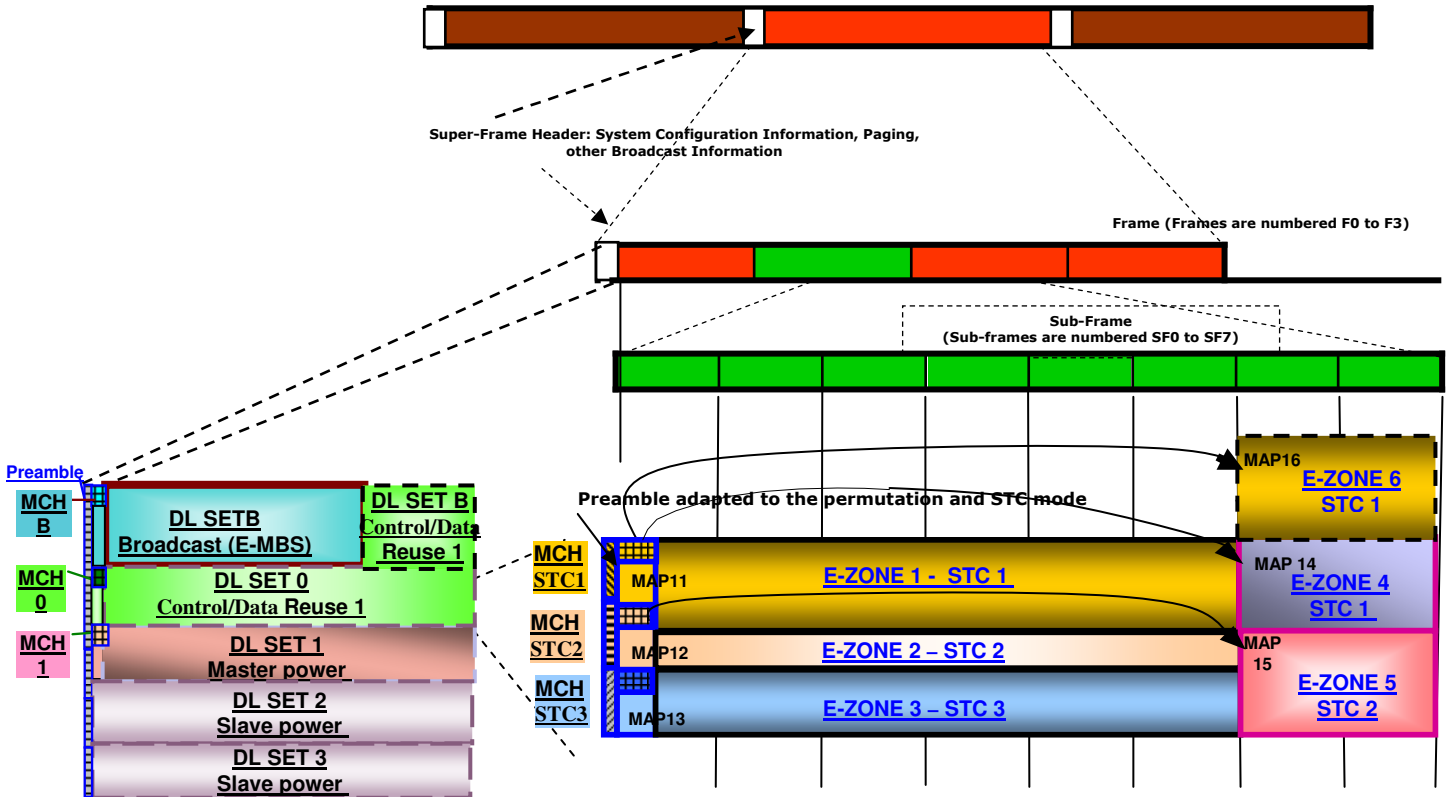 Super-Frame Header: System Configuration Information, Paging,
other Broadcast Information
Frame (Frames are numbered F0 to F3)
Sub-Frame
(Sub-frames are numbered SF0 to SF7)
Preamble
MCH
B
DL SETB
Broadcast (E-MBS)
DL SET B
Control/Data
Reuse 1
MCH
0
DL SET 0
Control/Data Reuse 1
MCH
1
DL SET 1
Master power
DL SET 2
Slave power
DL SET 3
Slave power
Preamble adapted to the permutation and STC mode
MAP16
E-ZONE 6
STC 1
MCH
STC1
MAP11
E-ZONE 1 - STC 1
MAP 14
E-ZONE 4
STC 1
MCH
STC2
MAP12
E-ZONE 2 – STC 2
MAP
15
E-ZONE 5
STC 2
MCH
STC3
MAP13
E-ZONE 3 – STC 3